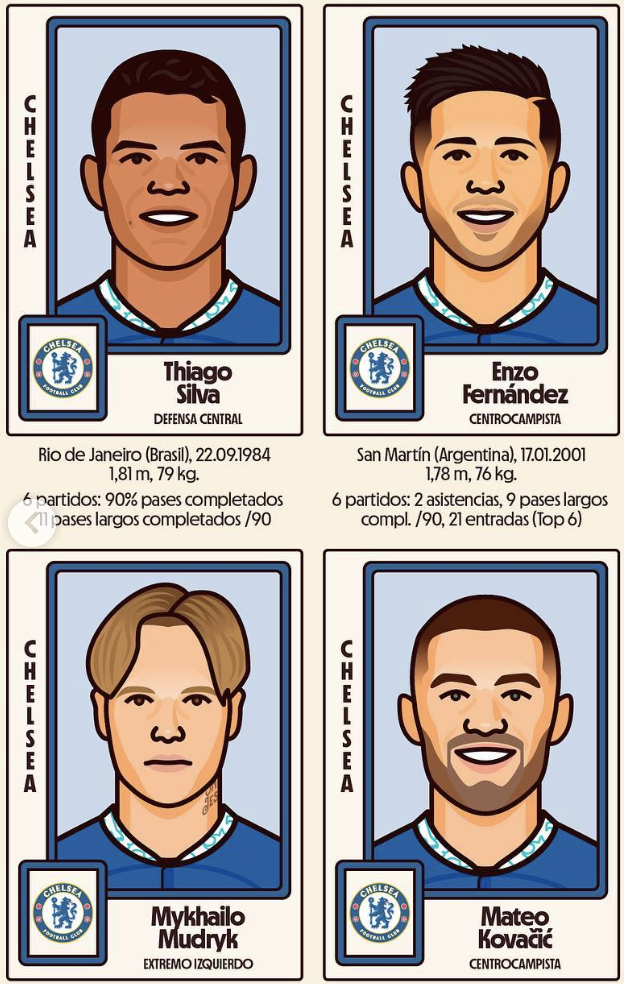 CHELSEA
CHELSEA
CHELSEA
FOOTBALL CLUB
Thiago
Silva
DEFENSA CENTRAL
CHELSEA
FOOTBALL CLUB
Enzo
Fernández
CENTROCAMPISTA
Rio de Janeiro (Brasil), 22.09.1984
1,81 m, 79 kg.
6 partidos: 90% pases completados
11 pases largos completados /90
San Martín (Argentina), 17.01.2001
1,78 m, 76 kg.
6 partidos: 2 asistencias, 9 pases largos
compl. /90, 21 entradas (Top 6)
CHELSEA
CHELSEA
CHELSEA
FOOTBALL CLUB
Mykhailo
Mudryk
EXTREMO IZQUIERDO
CHELSEA
FOOTBALL CLUB
Mateo
Kovačić
CENTROCAMPISTA